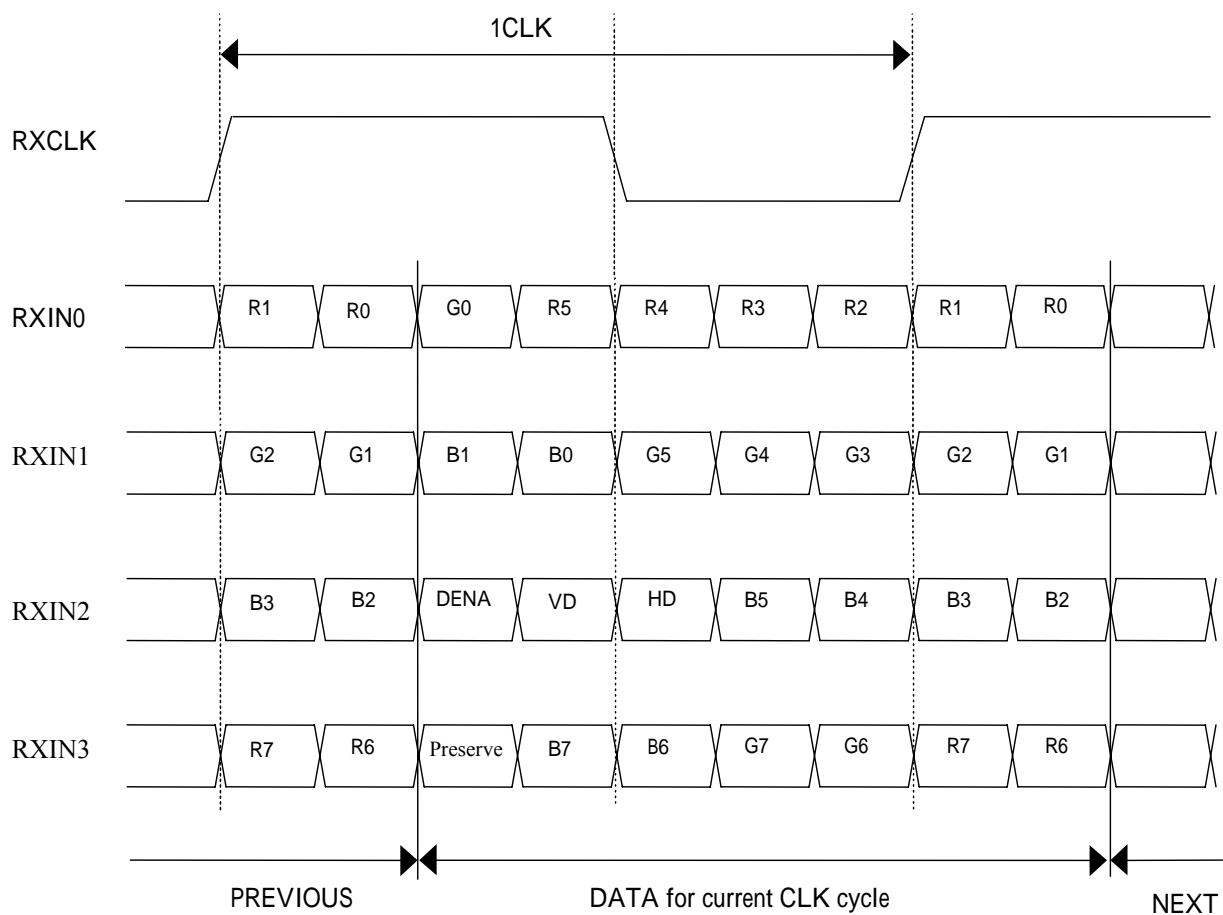 1CLK
RXCLK
RXIN0 R1 R0 G0 R5 R4 R3 R2 R1 R0
RXIN1 G2 G1 B1 B0 G5 G4 G3 G2 G1
RXIN2 B3 B2 DENA VD HD B5 B4 B3 B2
RXIN3 R7 R6 Preserve B7 B6 G7 G6 R7 R6
PREVIOUS DATA for current CLK cycle NEXT